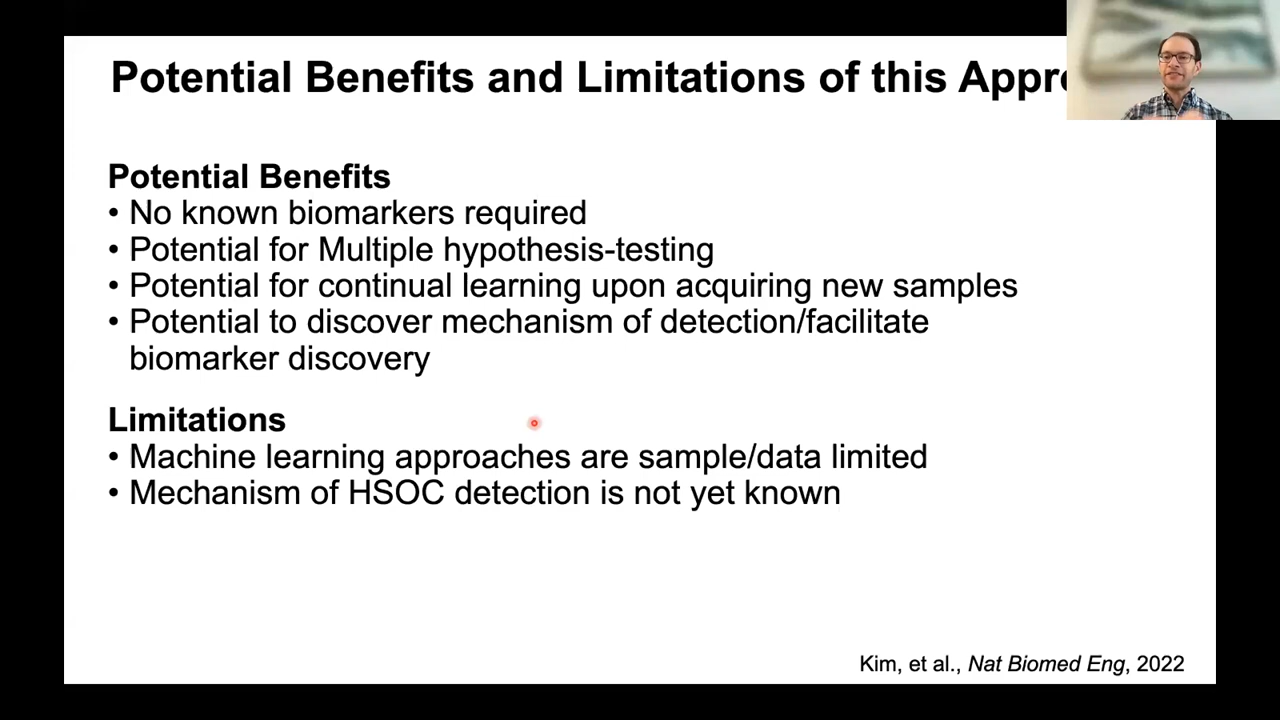 Potential Benefits and Limitations of this Appro
Potential Benefits
• No known biomarkers required
• Potential for Multiple hypothesis-testing
• Potential for continual learning upon acquiring new samples
• Potential to discover mechanism of detection/facilitate
biomarker discovery
Limitations
• Machine learning approaches are sample/data limited
• Mechanism of HSOC detection is not yet known
Kim, et al., Nat Biomed Eng, 2022